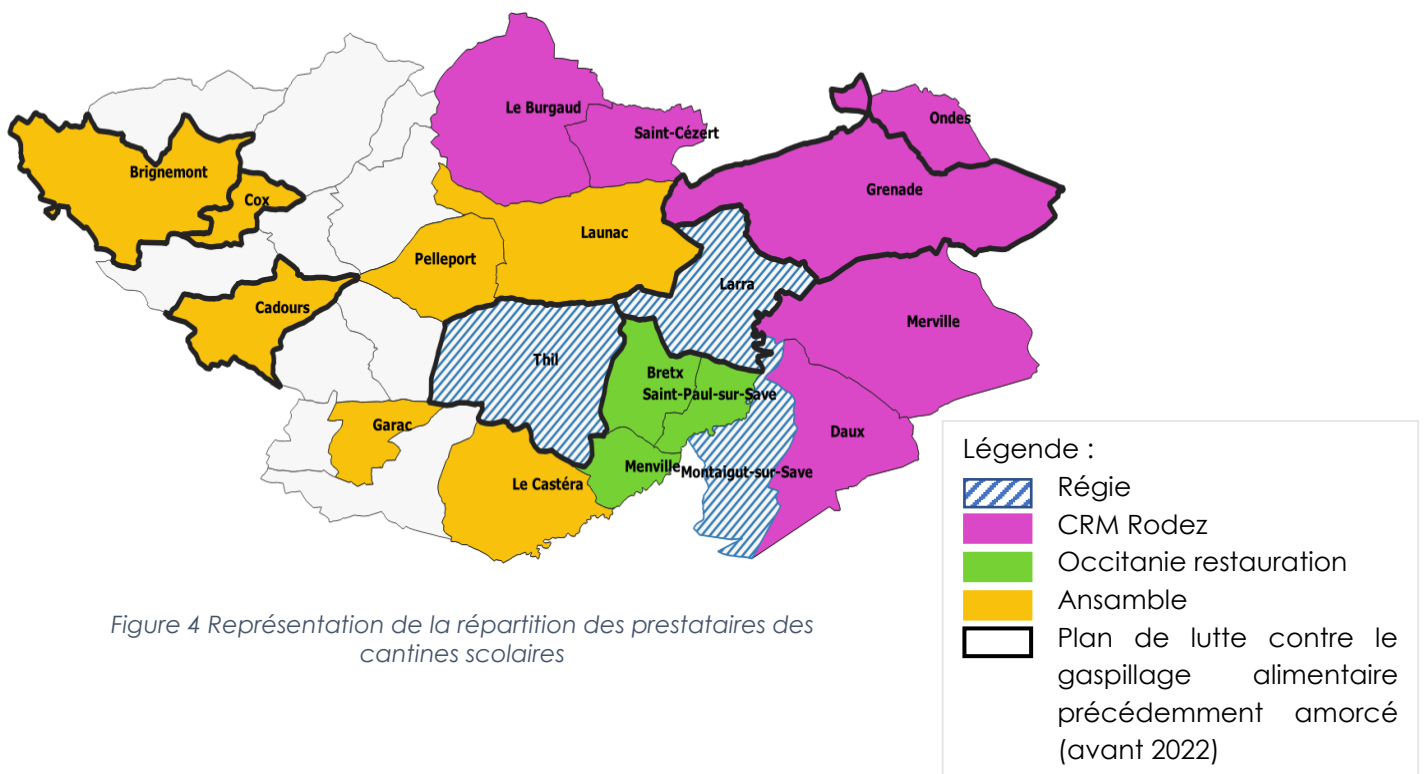 Le Burgaud
Saint-Cézert
Ondes
Brignemont
Grenade
Cox
Launac
Pelleport
Larra
Cadours
Merville
Thil
Bretx
Saint-Paul-sur-Save
Garac
Daux
Menville
Montaigut-sur-Save
Le Castéra
Légende :
Régie
CRM Rodez
Occitanie restauration
Ansamble
Plan de lutte contre le
gaspillage alimentaire
précédemment amorcé
(avant 2022)
Figure 4 Représentation de la répartition des prestataires des
cantines scolaires